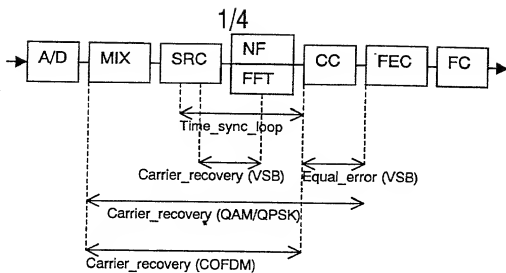 1/4
A/D MIX SRC NF FFT CC FEC FC
Time_sync_loop
Carrier_recovery (VSB) Equal_error (VSB)
Carrier_recovery (QAM/QPSK)
Carrier_recovery (COFDM)